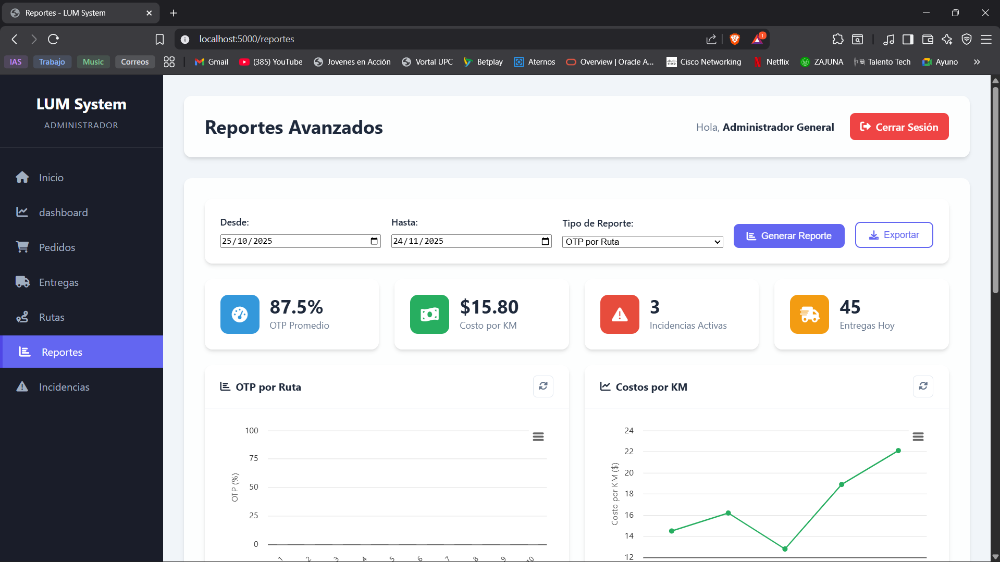 Reportes - LUM System
localhost:5000/reportes
1
IAS
Trabajo
Music
Correos
Gmail
(385) YouTube
Jovenes en Acción
Vortal UPC
Betplay
Aternos
Overview | Oracle A...
Cisco Networking
Netflix
ZAJUNA
Talento Tech
Ayuno
LUM System
ADMINISTRADOR
Inicio
dashboard
Pedidos
Entregas
Rutas
Reportes
Incidencias
Reportes Avanzados
Hola, Administrador General
Cerrar Sesión
Desde:
25/10/2025
Hasta:
24/11/2025
Tipo de Reporte:
OTP por Ruta
Generar Reporte
Exportar
87.5%
OTP Promedio
$15.80
Costo por KM
3
Incidencias Activas
45
Entregas Hoy
OTP por Ruta
OTP (%)
100
75
50
25
0
1 2 3 4 5 6 7 8 9 10
Costos por KM
Costo por KM ($)
24
22
20
18
16
14
12